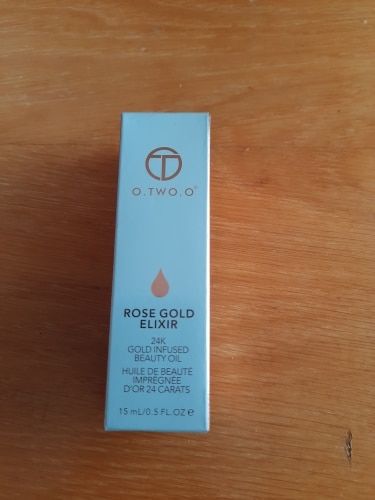 O.TWO.O®
ROSE GOLD
ELIXIR
24K
GOLD INFUSED
BEAUTY OIL
HUILE DE BEAUTÉ
IMPRÉGNÉE
D'OR 24 CARATS
15 mL/0.5 FL.OZ ℮